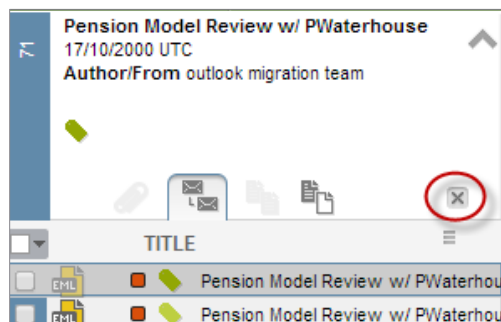 71
Pension Model Review w/ PWaterhouse
17/10/2000 UTC
Author/From outlook migration team
TITLE
EML Pension Model Review w/ PWaterhou
EML Pension Model Review w/ PWaterhou